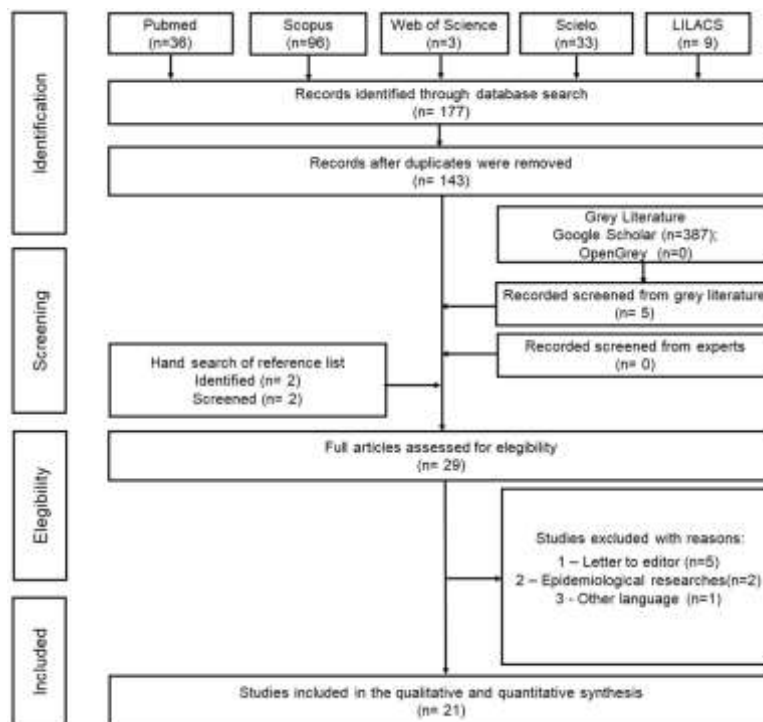 Pubmed
(n=36)
Scopus
(n=96)
Web of Science
(n=3)
Scielo
(n=33)
LILACS
(n= 9)
Identification
Records identified through database search
(n= 177)
Records after duplicates were removed
(n= 143)
Grey Literature
Google Scholar (n=387);
OpenGrey (n=0)
Screening
Recorded screened from grey literature
(n= 5)
Recorded screened from experts
(n= 0)
Hand search of reference list
Identified (n= 2)
Screened (n= 2)
Elegibility
Full articles assessed for elegibility
(n= 29)
Studies excluded with reasons:
1 – Letter to editor (n=5)
2 – Epidemiological researches(n=2)
3 - Other language (n=1)
Included
Studies included in the qualitative and quantitative synthesis
(n= 21)